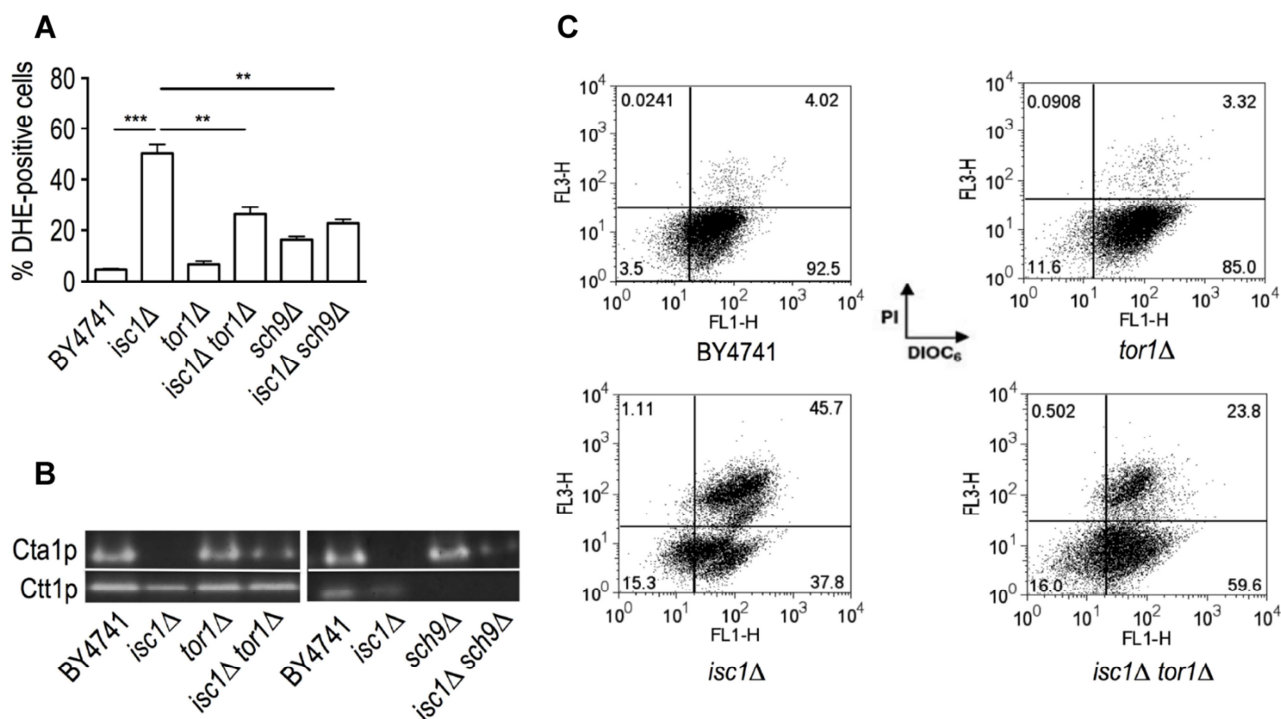 A
% DHE-positive cells
80
60
40
20
0
***
**
**
BY4741
isc1Δ
tor1Δ
isc1Δ tor1Δ
sch9Δ
isc1Δ sch9Δ
B
Cta1p
Ctt1p
BY4741
isc1Δ
tor1Δ
isc1Δ tor1Δ
BY4741
isc1Δ
sch9Δ
isc1Δ sch9Δ
C
10⁴
10³
10²
10¹
10⁰
FL3-H
0.0241
4.02
3.5
92.5
10⁰ 10¹ 10² 10³ 10⁴
FL1-H
BY4741
10⁴
10³
10²
10¹
10⁰
FL3-H
0.0908
3.32
11.6
85.0
10⁰ 10¹ 10² 10³ 10⁴
FL1-H
tor1Δ
PI
DIOC₆
10⁴
10³
10²
10¹
10⁰
FL3-H
1.11
45.7
15.3
37.8
10⁰ 10¹ 10² 10³ 10⁴
FL1-H
isc1Δ
10⁴
10³
10²
10¹
10⁰
FL3-H
0.502
23.8
16.0
59.6
10⁰ 10¹ 10² 10³ 10⁴
FL1-H
isc1Δ tor1Δ